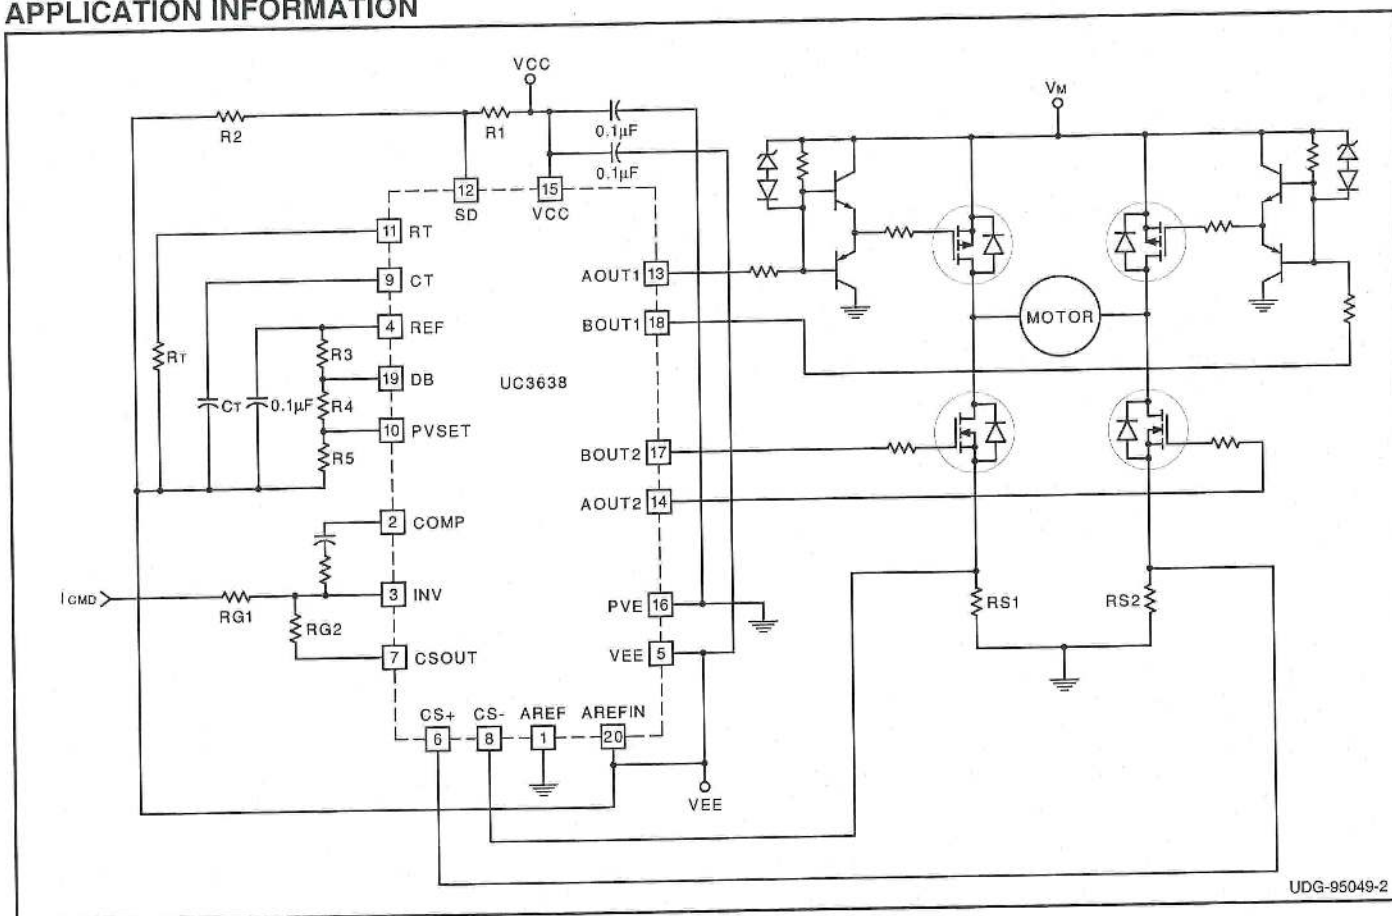 APPLICATION INFORMATION
VCC
VM
R2
R1
0.1µF
0.1µF
12
15
SD
VCC
11
RT
9
CT
AOUT1
13
4
REF
BOUT1
18
MOTOR
RT
R3
19
DB
UC3638
CT
0.1µF
R4
10
PVSET
R5
BOUT2
17
AOUT2
14
2
COMP
ICMD
3
INV
RG1
RG2
PVE
16
RS1
RS2
7
CSOUT
VEE
5
CS+
CS-
AREF
AREFIN
6
8
1
20
VEE
UDG-95049-2